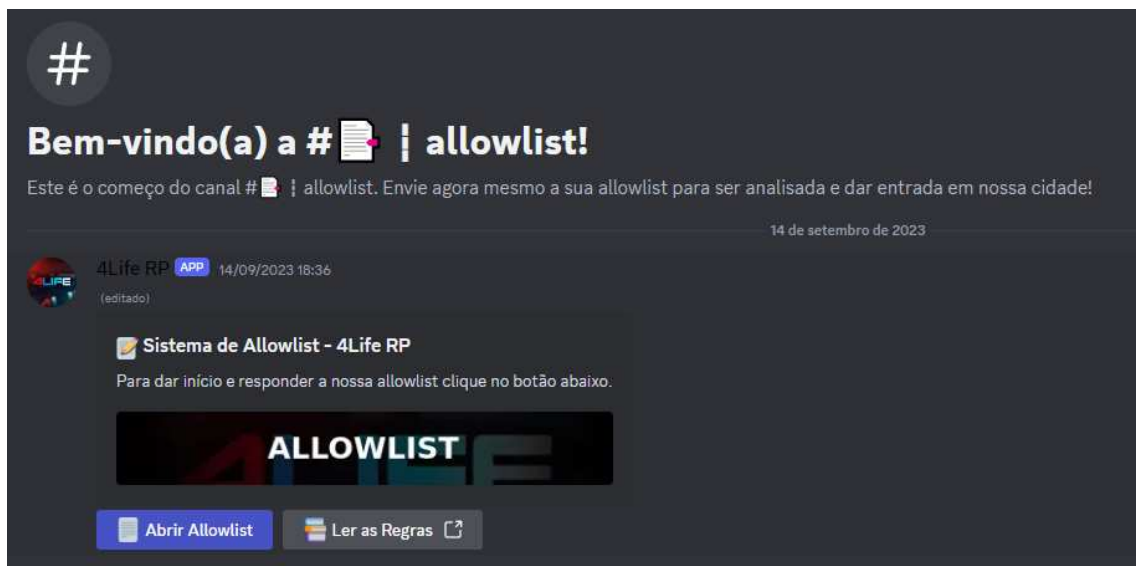 #
Bem-vindo(a) a #📑 ¦ allowlist!
Este é o começo do canal #📑 ¦ allowlist. Envie agora mesmo a sua allowlist para ser analisada e dar entrada em nossa cidade!
14 de setembro de 2023
4Life RP APP 14/09/2023 18:36
4LIFE
(editado)
📝 Sistema de Allowlist - 4Life RP
Para dar início e responder a nossa allowlist clique no botão abaixo.
4LIFE
ALLOWLIST
Abrir Allowlist Ler as Regras